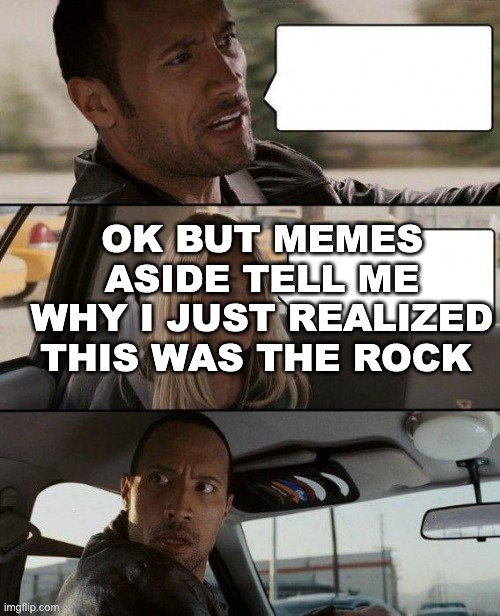 OK BUT MEMES
ASIDE TELL ME
WHY I JUST REALIZED
THIS WAS THE ROCK
imgflip.com